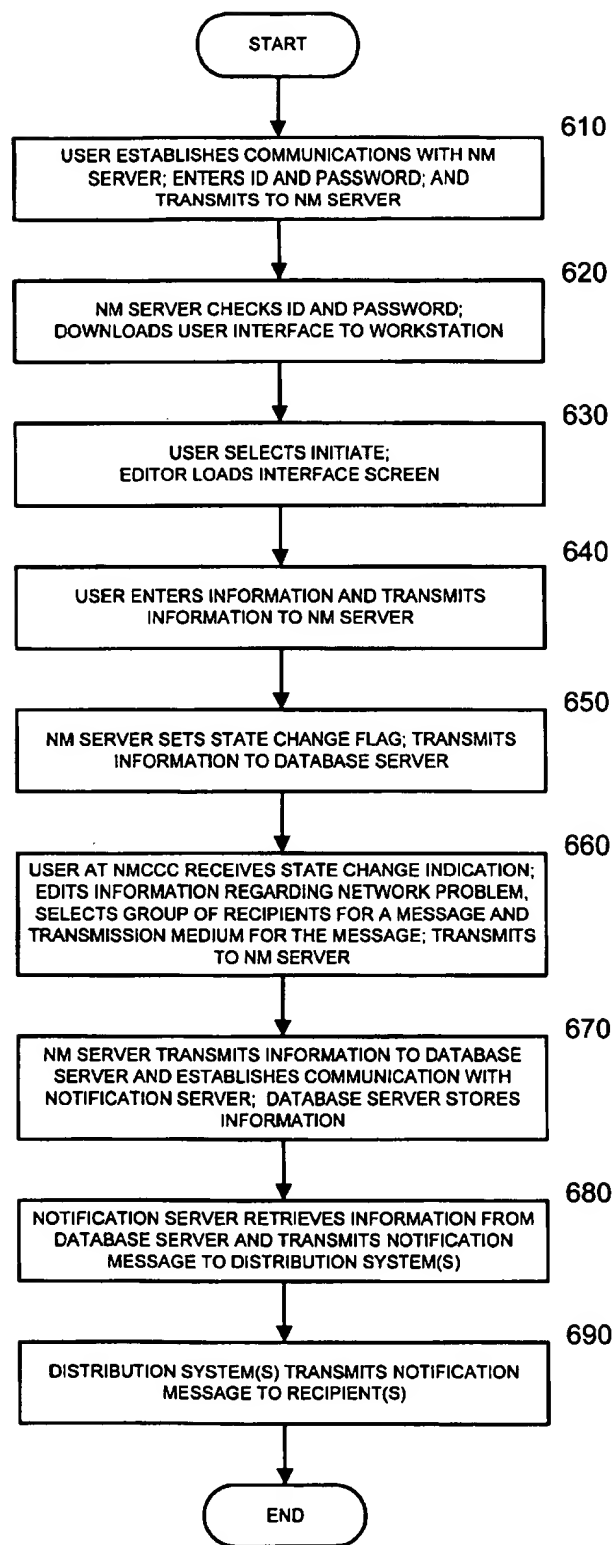 START
610
USER ESTABLISHES COMMUNICATIONS WITH NM
SERVER; ENTERS ID AND PASSWORD; AND
TRANSMITS TO NM SERVER
620
NM SERVER CHECKS ID AND PASSWORD;
DOWNLOADS USER INTERFACE TO WORKSTATION
630
USER SELECTS INITIATE;
EDITOR LOADS INTERFACE SCREEN
640
USER ENTERS INFORMATION AND TRANSMITS
INFORMATION TO NM SERVER
650
NM SERVER SETS STATE CHANGE FLAG; TRANSMITS
INFORMATION TO DATABASE SERVER
660
USER AT NMCCC RECEIVES STATE CHANGE INDICATION;
EDITS INFORMATION REGARDING NETWORK PROBLEM,
SELECTS GROUP OF RECIPIENTS FOR A MESSAGE AND
TRANSMISSION MEDIUM FOR THE MESSAGE; TRANSMITS
TO NM SERVER
670
NM SERVER TRANSMITS INFORMATION TO DATABASE
SERVER AND ESTABLISHES COMMUNICATION WITH
NOTIFICATION SERVER; DATABASE SERVER STORES
INFORMATION
680
NOTIFICATION SERVER RETRIEVES INFORMATION FROM
DATABASE SERVER AND TRANSMITS NOTIFICATION
MESSAGE TO DISTRIBUTION SYSTEM(S)
690
DISTRIBUTION SYSTEM(S) TRANSMITS NOTIFICATION
MESSAGE TO RECIPIENT(S)
END